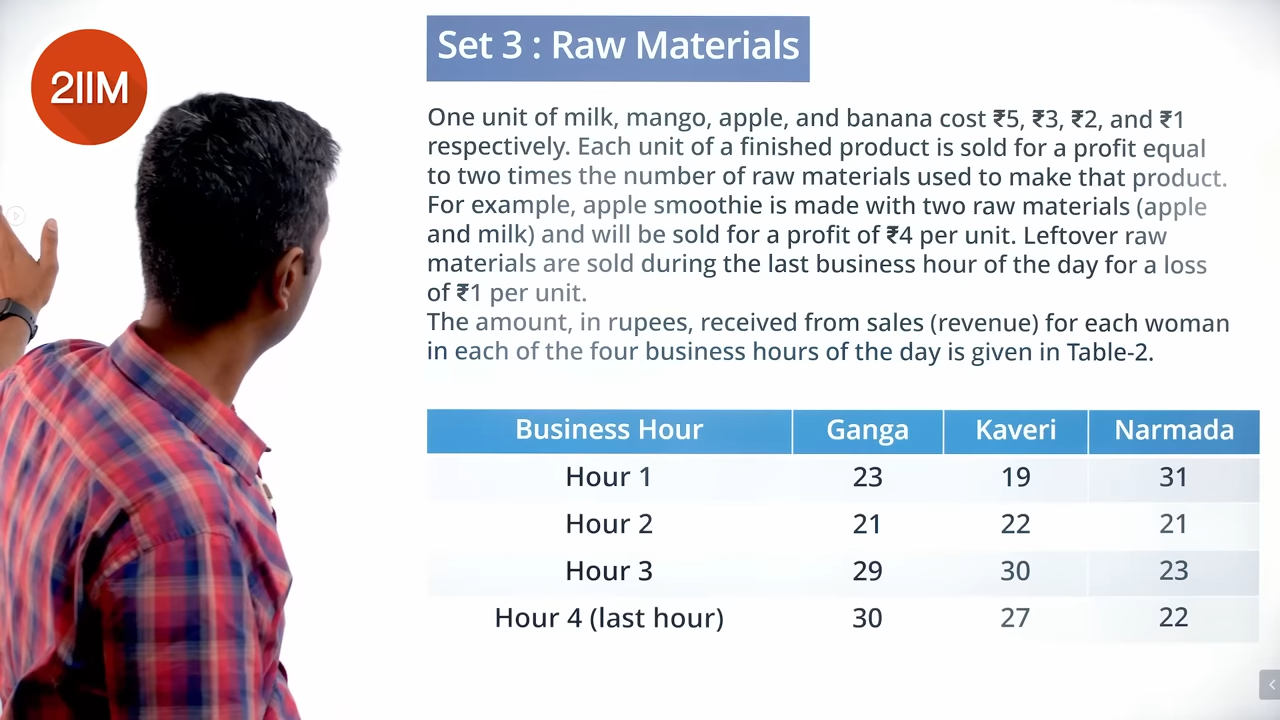 2IIM
Set 3 : Raw Materials
One unit of milk, mango, apple, and banana cost ₹5, ₹3, ₹2, and ₹1
respectively. Each unit of a finished product is sold for a profit equal
to two times the number of raw materials used to make that product.
For example, apple smoothie is made with two raw materials (apple
and milk) and will be sold for a profit of ₹4 per unit. Leftover raw
materials are sold during the last business hour of the day for a loss
of ₹1 per unit.
The amount, in rupees, received from sales (revenue) for each woman
in each of the four business hours of the day is given in Table-2.
Business Hour Ganga Kaveri Narmada
Hour 1 23 19 31
Hour 2 21 22 21
Hour 3 29 30 23
Hour 4 (last hour) 30 27 22